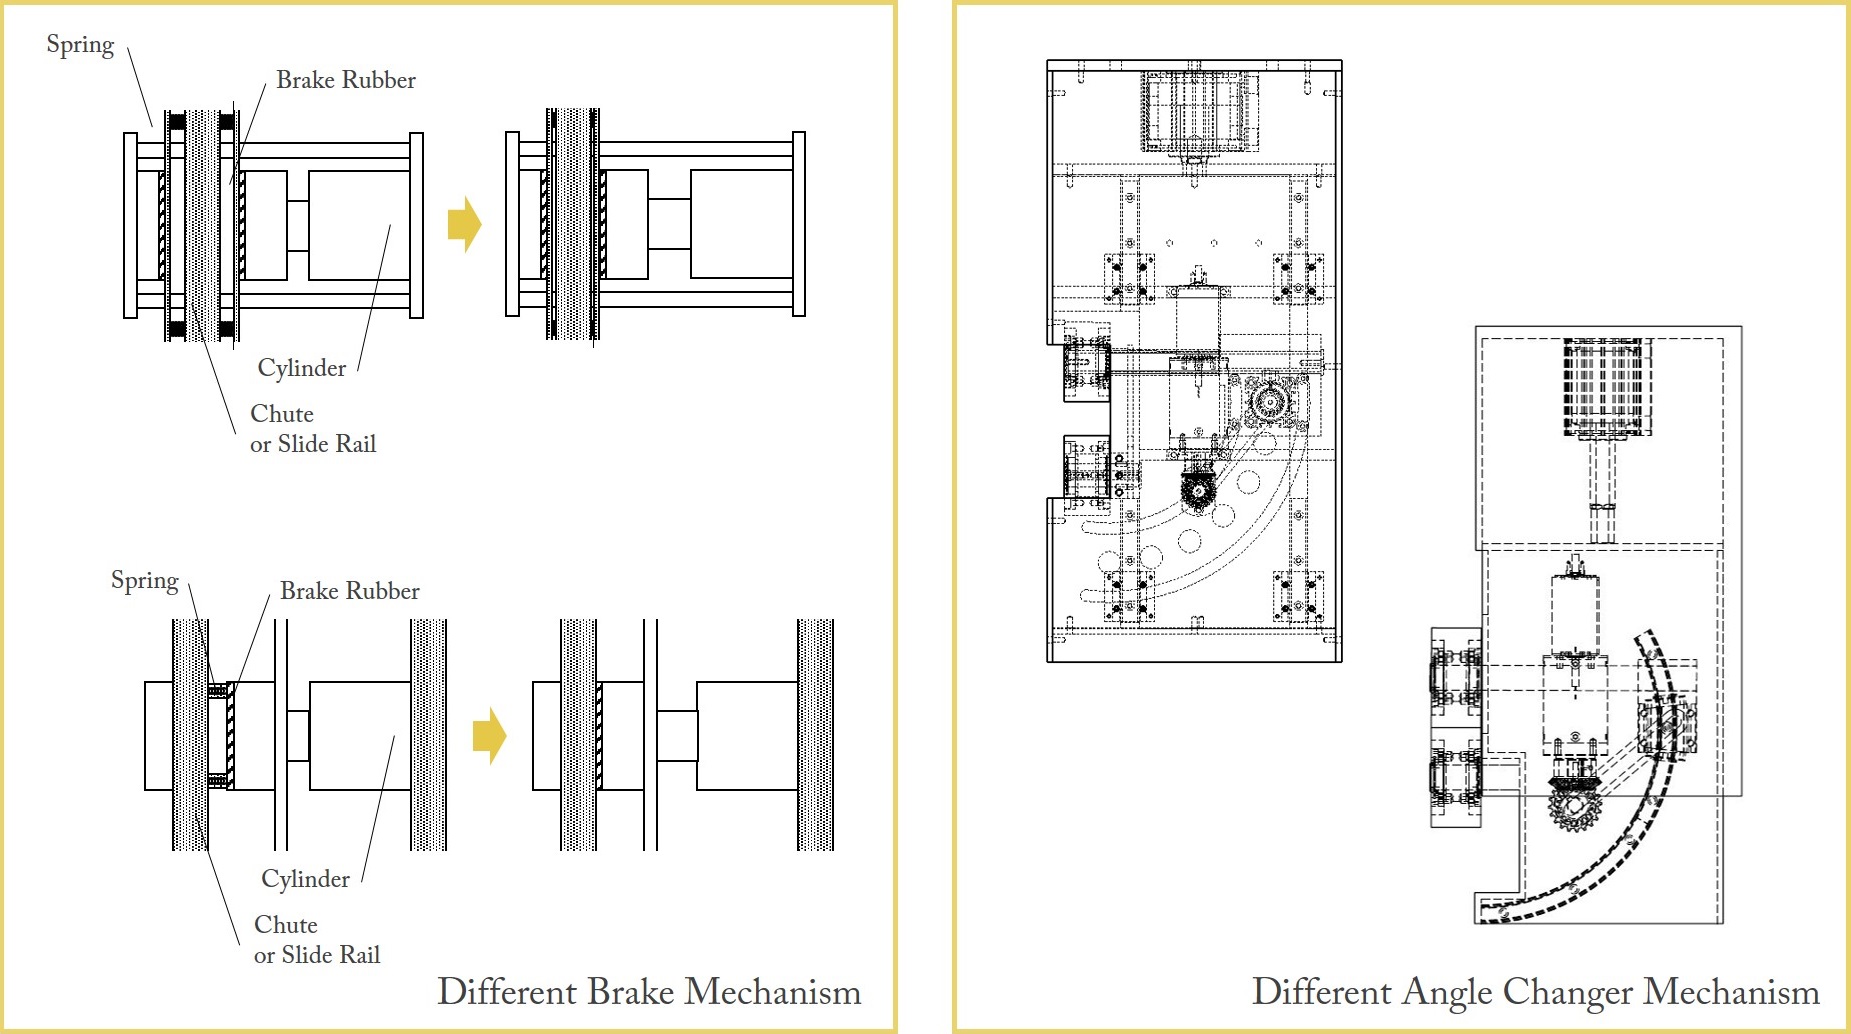 Spring
Brake Rubber
Cylinder
Chute
or Slide Rail
Spring
Brake Rubber
Cylinder
Chute
or Slide Rail
Different Brake Mechanism
Different Angle Changer Mechanism